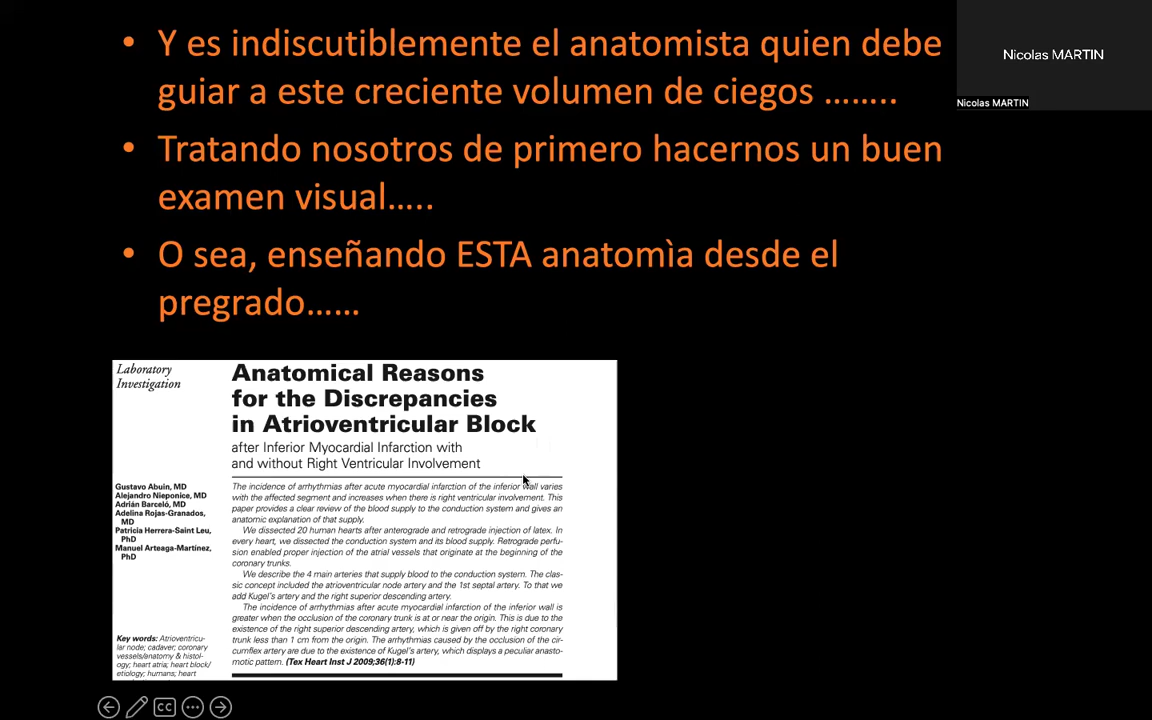 • Y es indiscutiblemente el anatomista quien debe
guiar a este creciente volumen de ciegos ……..
• Tratando nosotros de primero hacernos un buen
examen visual…..
• O sea, enseñando ESTA anatomìa desde el
pregrado……
Nicolas MARTIN
Nicolas MARTIN
Laboratory
Investigation
Anatomical Reasons
for the Discrepancies
in Atrioventricular Block
after Inferior Myocardial Infarction with
and without Right Ventricular Involvement
Gustavo Abuin, MD
Alejandro Nieponice, MD
Adrián Barceló, MD
Adelina Rojas-Granados,
MD
Patricia Herrera-Saint Leu,
PhD
Manuel Arteaga-Martínez,
PhD
The incidence of arrhythmias after acute myocardial infarction of the inferior wall varies
with the affected segment and increases when there is right ventricular involvement. This
paper provides a clear review of the blood supply to the conduction system and gives an
anatomic explanation of that supply.
We dissected 20 human hearts after anterograde and retrograde injection of latex. In
every heart, we dissected the conduction system and its blood supply. Retrograde perfu-
sion enabled proper injection of the atrial vessels that originate at the beginning of the
coronary trunks.
We describe the 4 main arteries that supply blood to the conduction system. The clas-
sic concept included the atrioventricular node artery and the 1st septal artery. To that we
add Kugel's artery and the right superior descending artery.
The incidence of arrhythmias after acute myocardial infarction of the inferior wall is
greater when the occlusion of the coronary trunk is at or near the origin. This is due to the
existence of the right superior descending artery, which is given off by the right coronary
trunk less than 1 cm from the origin. The arrhythmias caused by the occlusion of the cir-
cumflex artery are due to the existence of Kugel's artery, which displays a peculiar anasto-
motic pattern. (Tex Heart Inst J 2009;36(1):8-11)
Key words: Atrioventricu-
lar node; cadaver; coronary
vessels/anatomy & histol-
ogy; heart atria; heart block/
etiology; humans; heart
CC